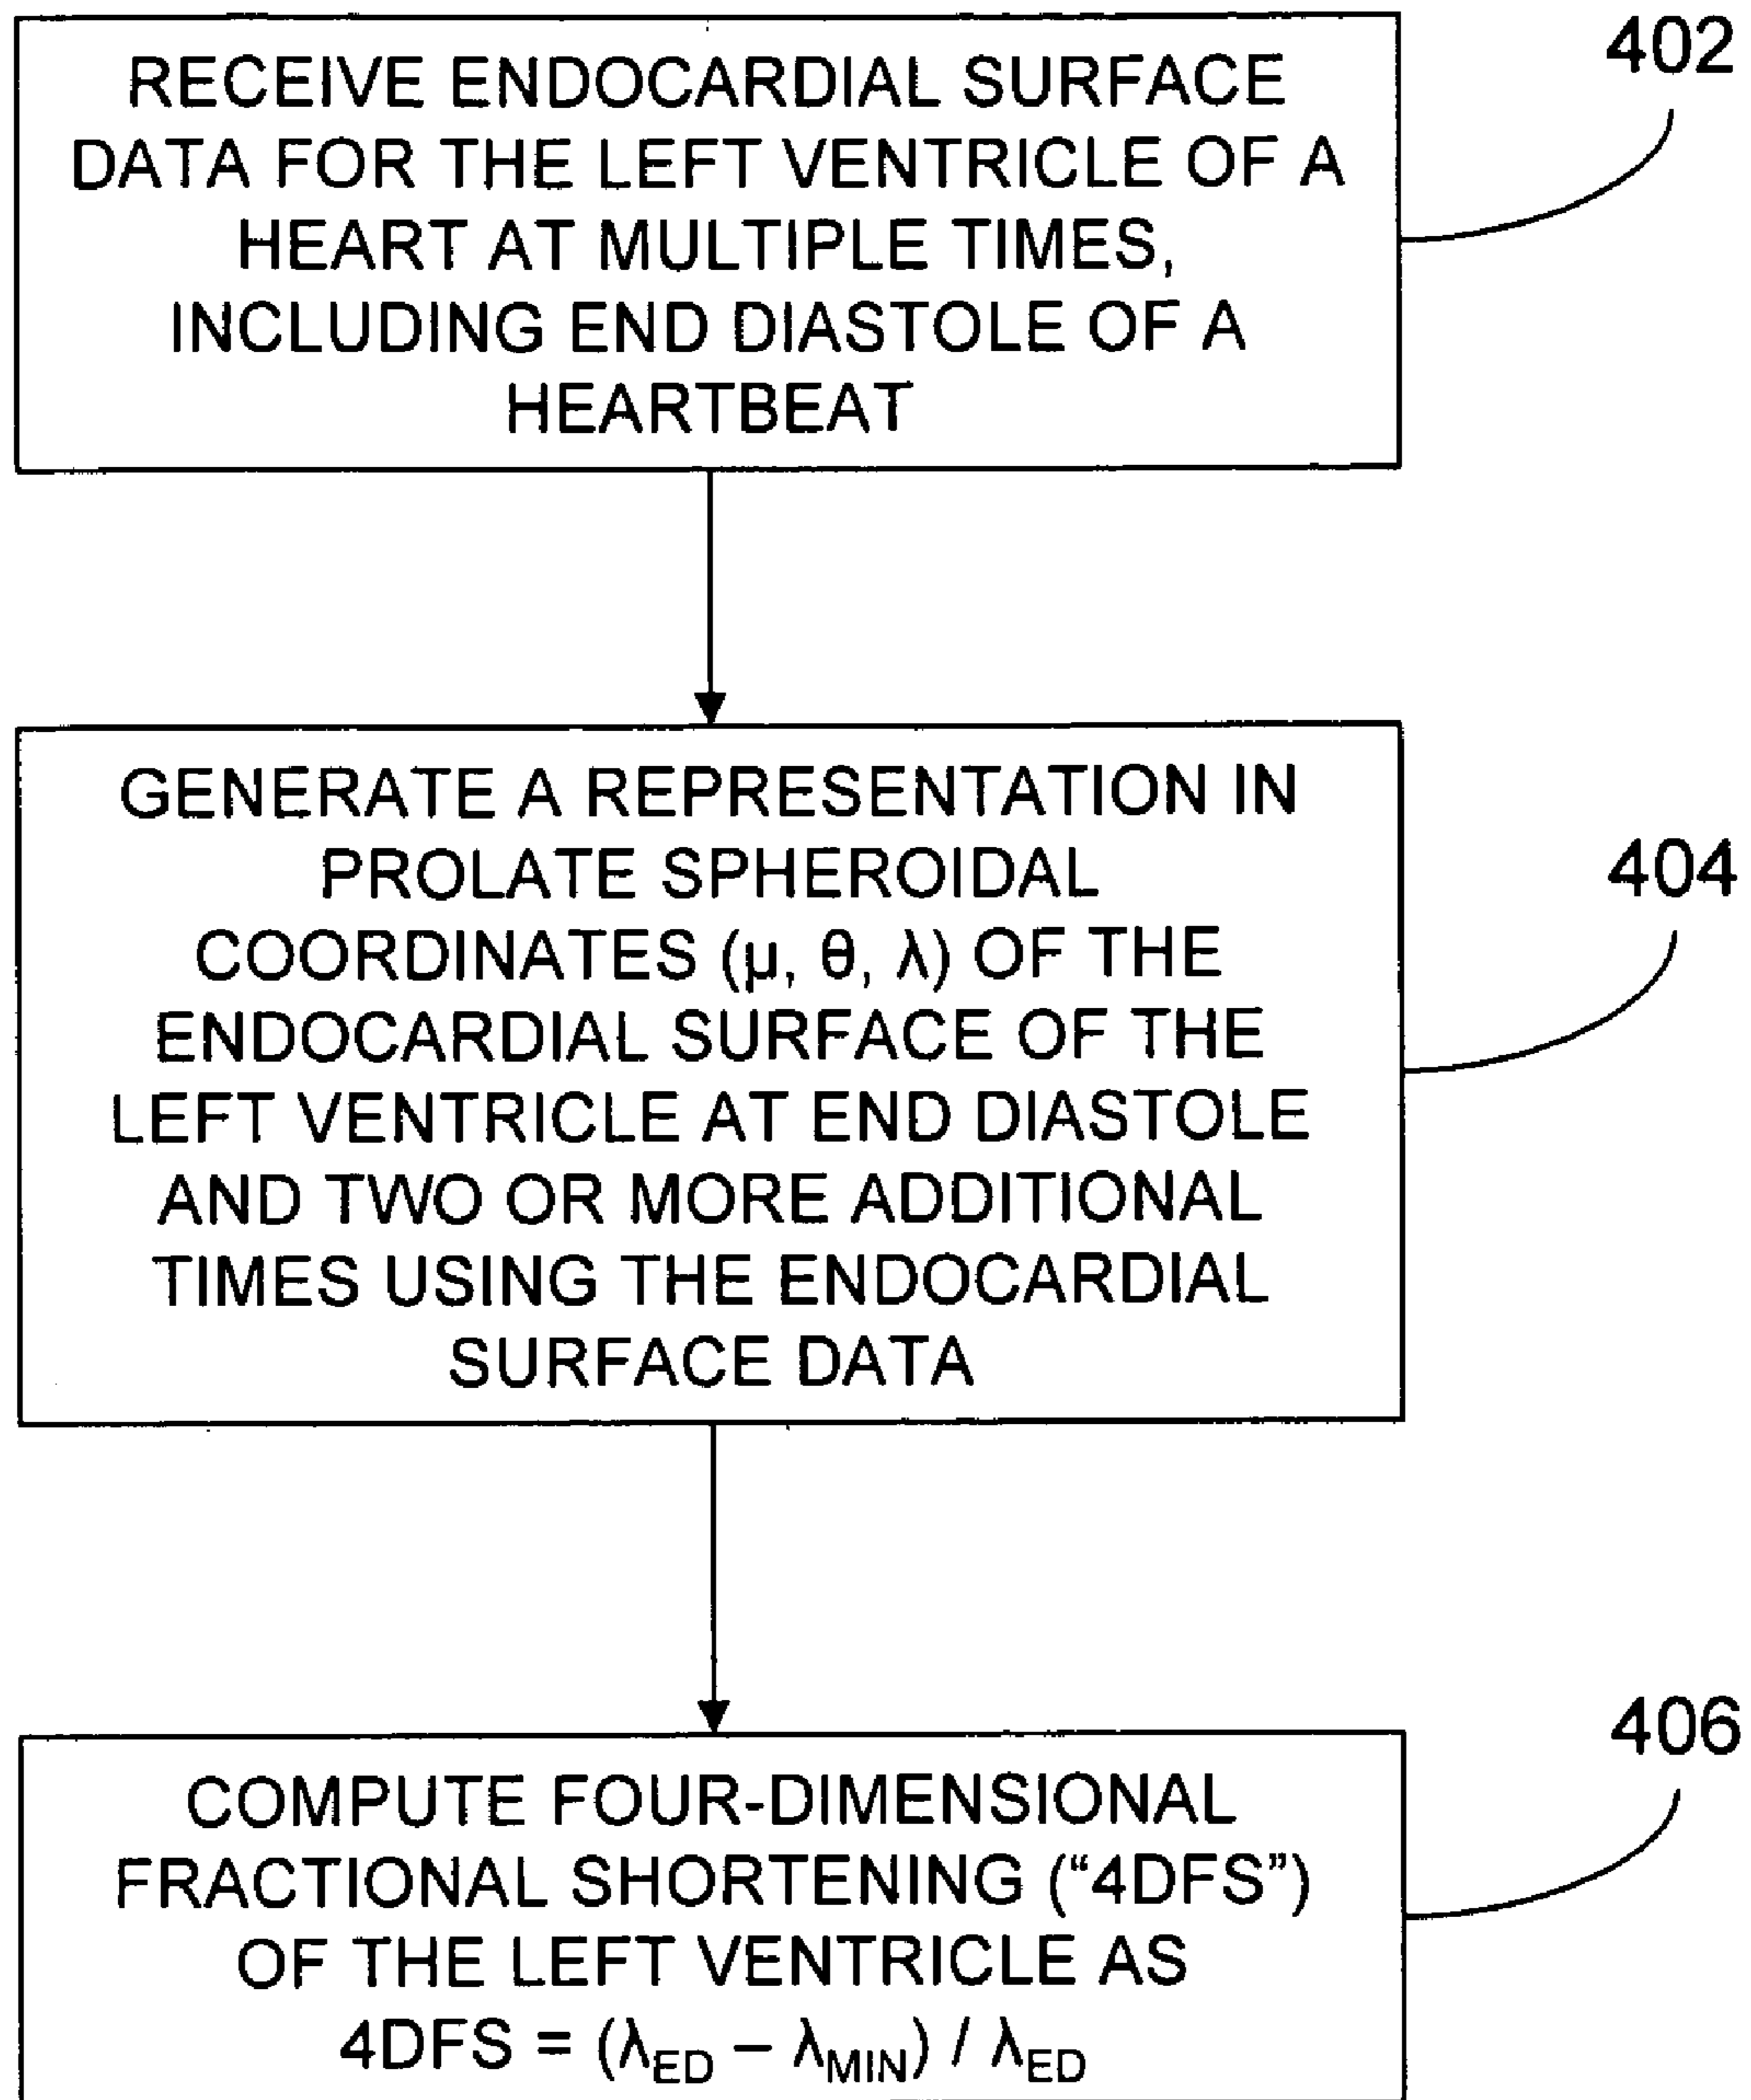 RECEIVE ENDOCARDIAL SURFACE
DATA FOR THE LEFT VENTRICLE OF A
HEART AT MULTIPLE TIMES,
INCLUDING END DIASTOLE OF A
HEARTBEAT
402
GENERATE A REPRESENTATION IN
PROLATE SPHEROIDAL
COORDINATES (μ, θ, λ) OF THE
ENDOCARDIAL SURFACE OF THE
LEFT VENTRICLE AT END DIASTOLE
AND TWO OR MORE ADDITIONAL
TIMES USING THE ENDOCARDIAL
SURFACE DATA
404
COMPUTE FOUR-DIMENSIONAL
FRACTIONAL SHORTENING (“4DFS”)
OF THE LEFT VENTRICLE AS
4DFS = (λED – λMIN) / λED
406